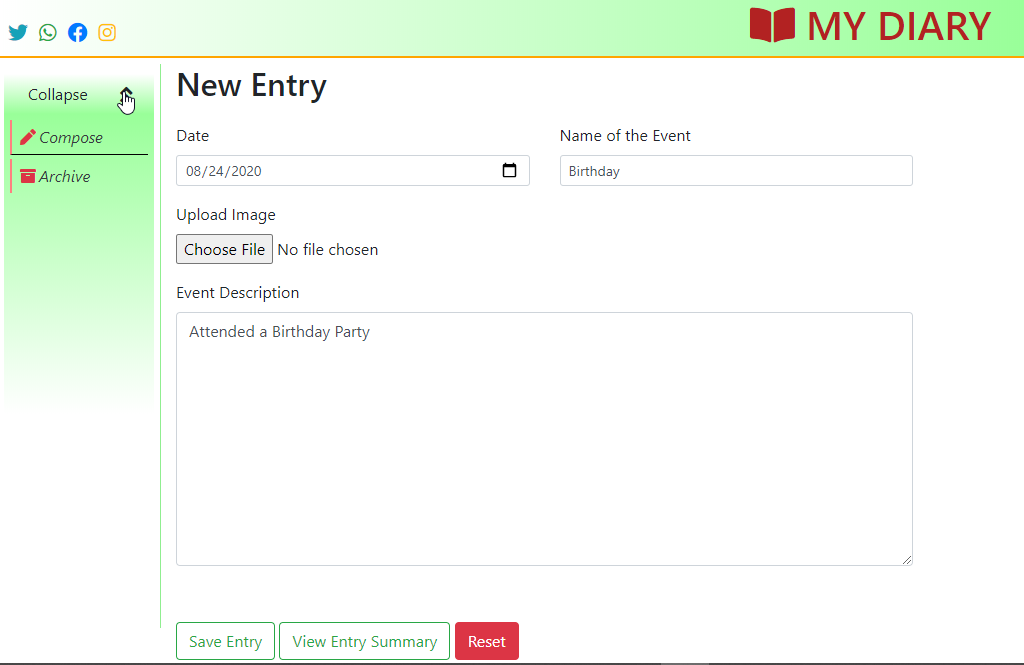 MY DIARY
Collapse
Compose
Archive
New Entry
Date
Name of the Event
08/24/2020
Birthday
Upload Image
Choose File No file chosen
Event Description
Attended a Birthday Party
Save Entry
View Entry Summary
Reset